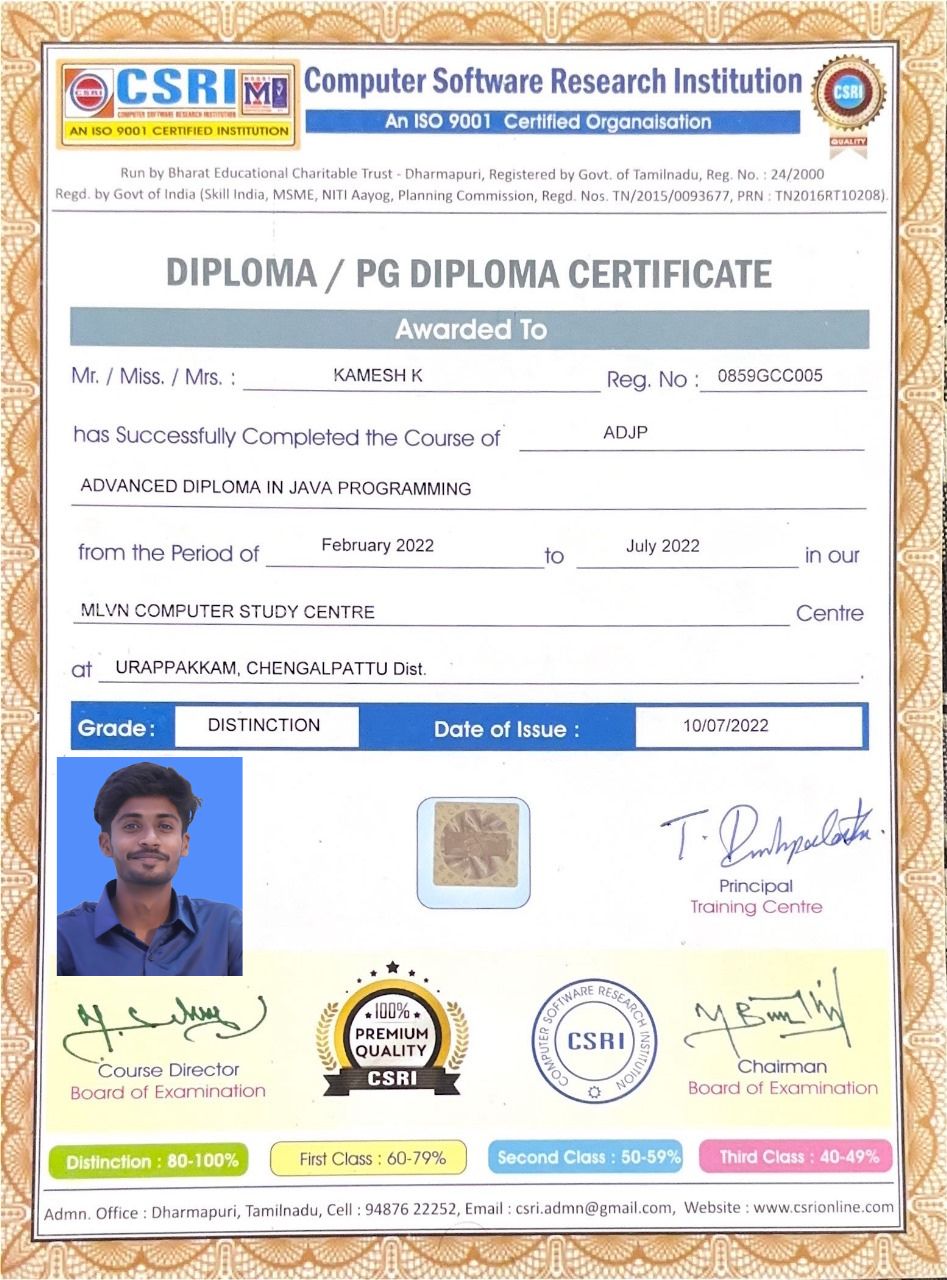 CSRI
COMPUTER SOFTWARE RESEARCH INSTITUTION
AN ISO 9001 CERTIFIED INSTITUTION
Computer Software Research Institution
An ISO 9001 Certified Organaisation
CSRI
QUALITY
Run by Bharat Educational Charitable Trust - Dharmapuri, Registered by Govt. of Tamilnadu, Reg. No. : 24/2000
Regd. by Govt of India (Skill India, MSME, NITI Aayog, Planning Commission, Regd. Nos. TN/2015/0093677, PRN : TN2016RT10208).
DIPLOMA / PG DIPLOMA CERTIFICATE
Awarded To
Mr. / Miss. / Mrs. : KAMESH K Reg. No : 0859GCC005
has Successfully Completed the Course of ADJP
ADVANCED DIPLOMA IN JAVA PROGRAMMING
from the Period of February 2022 to July 2022 in our
MLVN COMPUTER STUDY CENTRE Centre
at URAPPAKKAM, CHENGALPATTU Dist. .
Grade : DISTINCTION Date of Issue : 10/07/2022
Principal
Training Centre
Course Director
Board of Examination
100%
PREMIUM
QUALITY
CSRI
COMPUTER SOFTWARE RESEARCH INSTITUTION
CSRI
Chairman
Board of Examination
Distinction : 80-100% First Class : 60-79% Second Class : 50-59% Third Class : 40-49%
Admn. Office : Dharmapuri, Tamilnadu, Cell : 94876 22252, Email : csri.admn@gmail.com, Website : www.csrionline.com